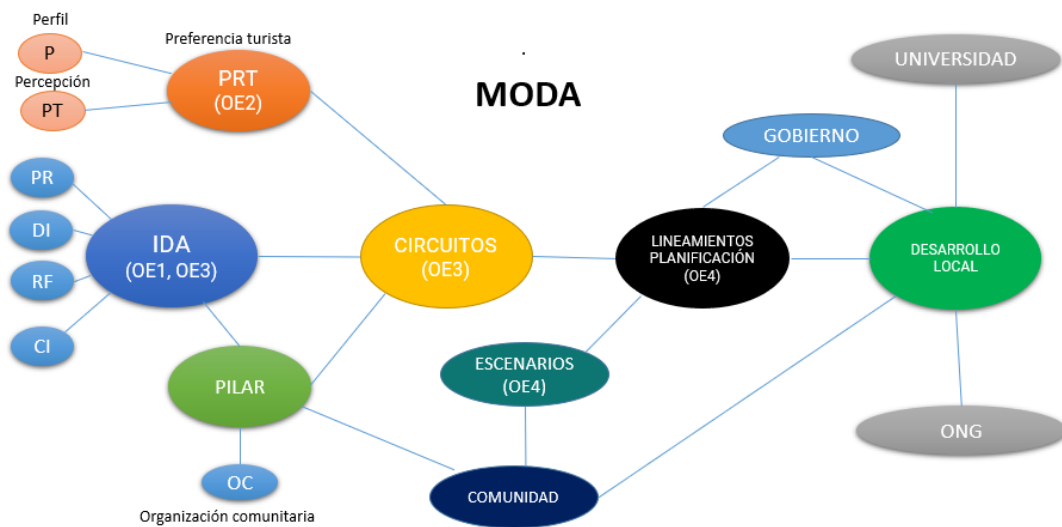 Perfil
P
Percepción
PT
Preferencia turista
PRT
(OE2)
.
MODA
UNIVERSIDAD
GOBIERNO
PR
DI
RF
CI
IDA
(OE1, OE3)
CIRCUITOS
(OE3)
LINEAMIENTOS
PLANIFICACIÓN
(OE4)
DESARROLLO
LOCAL
PILAR
ESCENARIOS
(OE4)
ONG
OC
Organización comunitaria
COMUNIDAD